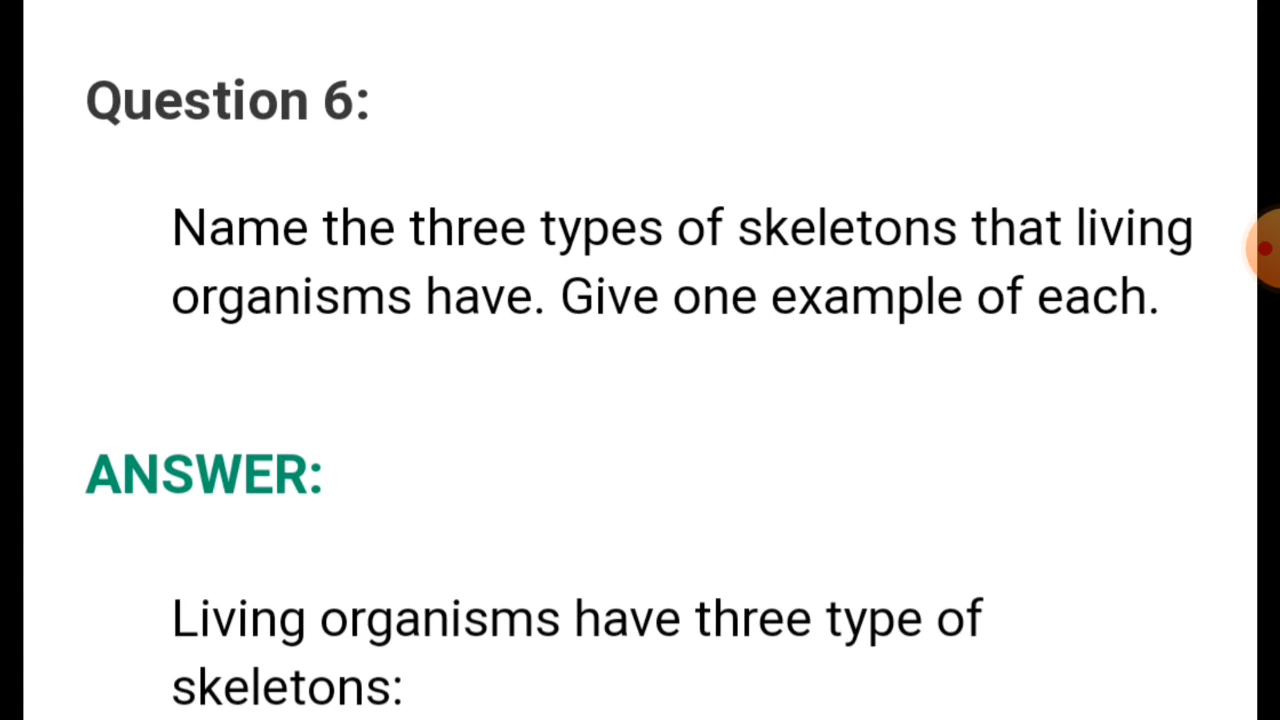 Question 6:
Name the three types of skeletons that living
organisms have. Give one example of each.
ANSWER:
Living organisms have three type of
skeletons: